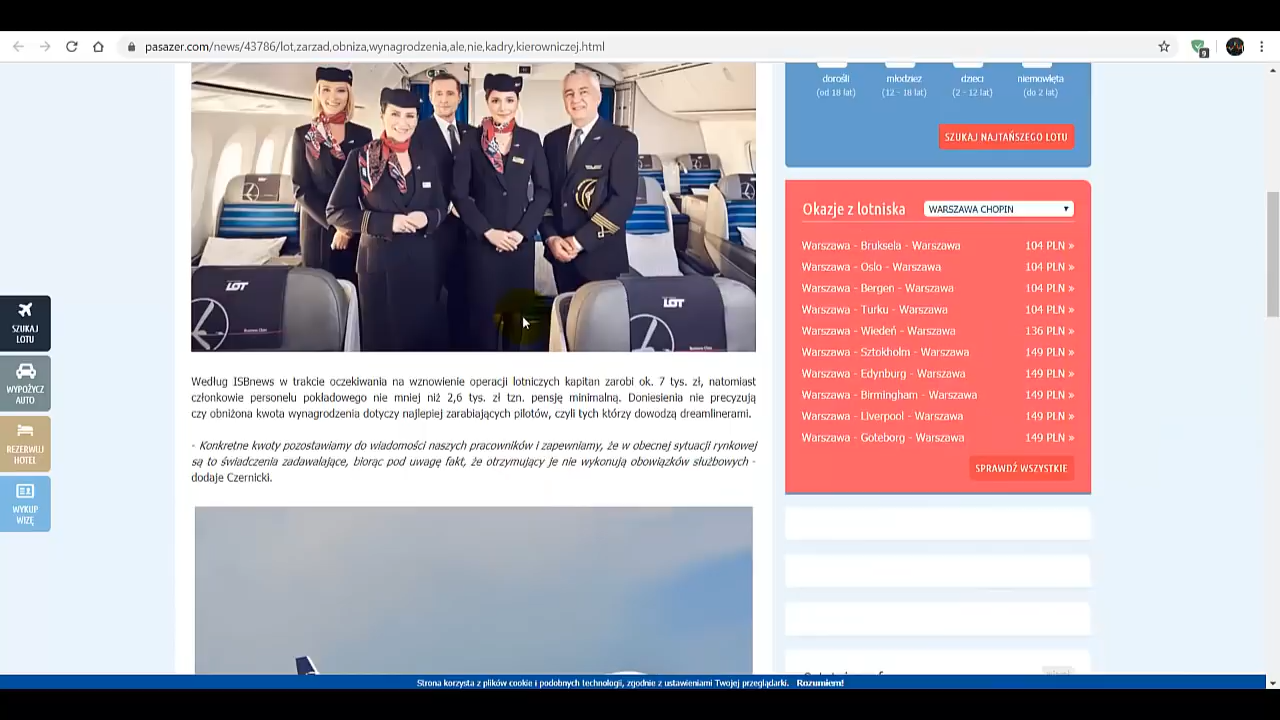 pasazer.com/news/43786/lot,zarzad,obniza,wynagrodzenia,ale,nie,kadry,kierowniczej.html
9
LOT
LOT
Według ISBnews w trakcie oczekiwania na wznowienie operacji lotniczych kapitan zarobi ok. 7 tys. zł, natomiast
członkowie personelu pokładowego nie mniej niż 2,6 tys. zł tzn. pensję minimalną. Doniesienia nie precyzują
czy obniżona kwota wynagrodzenia dotyczy najlepiej zarabiających pilotów, czyli tych którzy dowodzą dreamlinerami.
- Konkretne kwoty pozostawiamy do wiadomości naszych pracowników i zapewniamy, że w obecnej sytuacji rynkowej
są to świadczenia zadawalające, biorąc pod uwagę fakt, że otrzymujący je nie wykonują obowiązków służbowych -
dodaje Czernicki.
SZUKAJ
LOTU
WYPOŻYCZ
AUTO
REZERWUJ
HOTEL
WYKUP
WIZĘ
dorośli młodzież dzieci niemowlęta
(od 18 lat) (12 - 18 lat) (2 - 12 lat) (do 2 lat)
SZUKAJ NAJTAŃSZEGO LOTU
Okazje z lotniska WARSZAWA CHOPIN
Warszawa - Bruksela - Warszawa 104 PLN »
Warszawa - Oslo - Warszawa 104 PLN »
Warszawa - Bergen - Warszawa 104 PLN »
Warszawa - Turku - Warszawa 104 PLN »
Warszawa - Wiedeń - Warszawa 136 PLN »
Warszawa - Sztokholm - Warszawa 149 PLN »
Warszawa - Edynburg - Warszawa 149 PLN »
Warszawa - Birmingham - Warszawa 149 PLN »
Warszawa - Liverpool - Warszawa 149 PLN »
Warszawa - Goteborg - Warszawa 149 PLN »
SPRAWDŹ WSZYSTKIE
Strona korzysta z plików cookie i podobnych technologii, zgodnie z ustawieniami Twojej przeglądarki. Rozumiem!